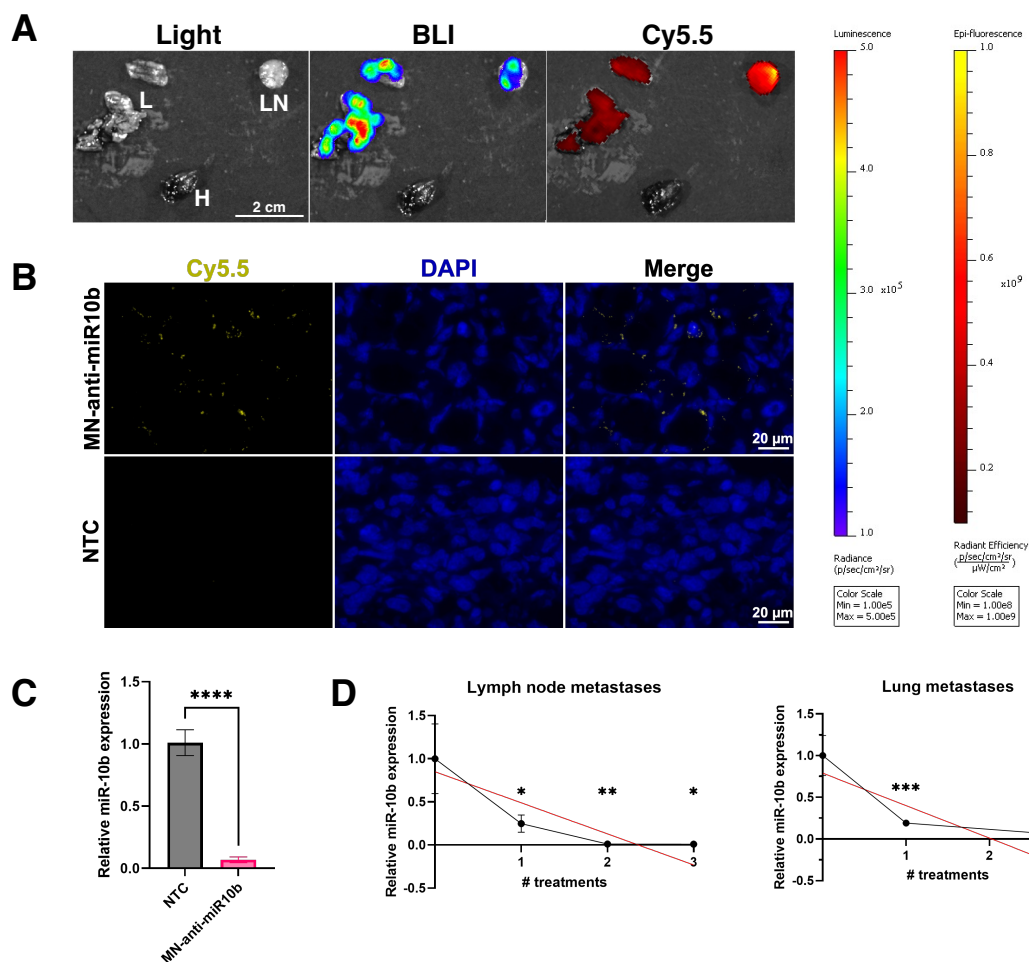 A
Light
BLI
Cy5.5
L
LN
H
2 cm
Luminescence
5.0
4.0
3.0
x10⁵
2.0
1.0
Radiance
(p/sec/cm²/sr)
Color Scale
Min = 1.00e5
Max = 5.00e5
Epi-fluorescence
1.0
0.8
0.6
x10⁹
0.4
0.2
Radiant Efficiency
(p/sec/cm²/sr / µW/cm²)
Color Scale
Min = 1.00e8
Max = 1.00e9
B
Cy5.5
DAPI
Merge
MN-anti-miR10b
20 µm
NTC
20 µm
C
Relative miR-10b expression
1.5
1.0
0.5
0.0
****
NTC
MN-anti-miR10b
D
Lymph node metastases
Relative miR-10b expression
1.5
1.0
0.5
0.0
-0.5
*
**
*
1
2
3
# treatments
Lung metastases
Relative miR-10b expression
1.5
1.0
0.5
0.0
-0.5
***
1
2
# treatments